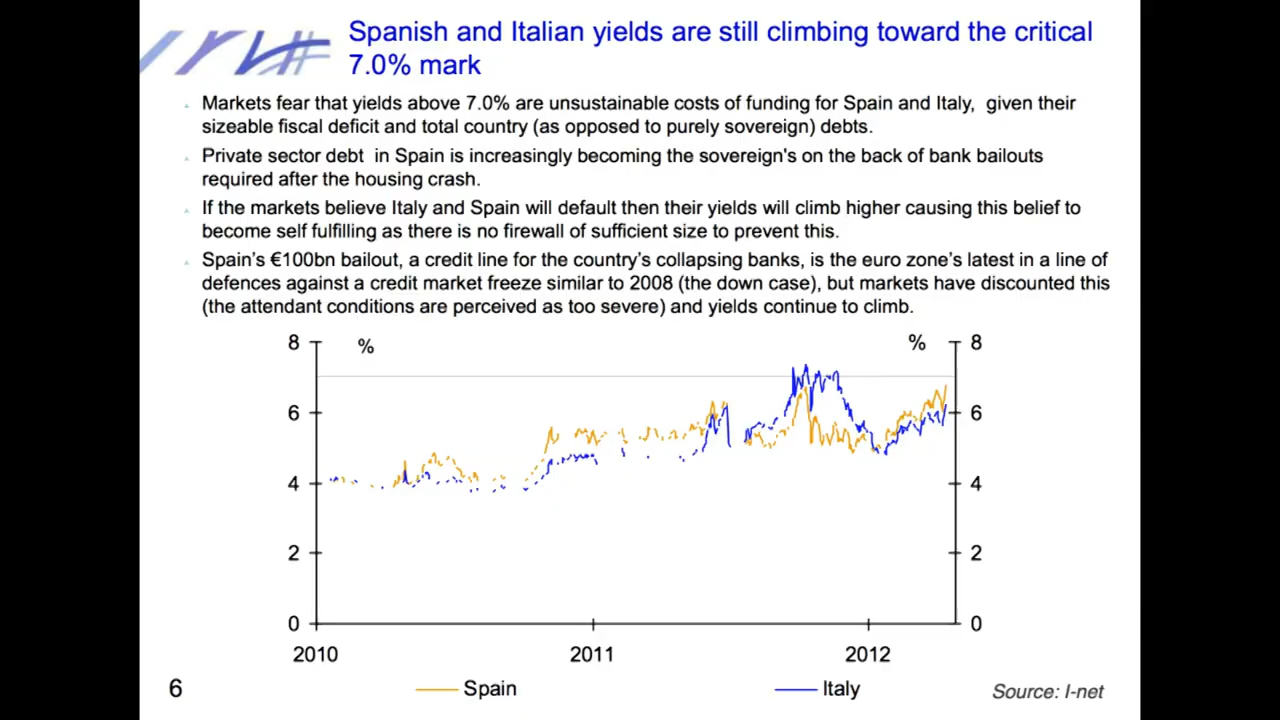 Spanish and Italian yields are still climbing toward the critical
7.0% mark
Markets fear that yields above 7.0% are unsustainable costs of funding for Spain and Italy, given their
sizeable fiscal deficit and total country (as opposed to purely sovereign) debts.
Private sector debt in Spain is increasingly becoming the sovereign's on the back of bank bailouts
required after the housing crash.
If the markets believe Italy and Spain will default then their yields will climb higher causing this belief to
become self fulfilling as there is no firewall of sufficient size to prevent this.
Spain's €100bn bailout, a credit line for the country's collapsing banks, is the euro zone's latest in a line of
defences against a credit market freeze similar to 2008 (the down case), but markets have discounted this
(the attendant conditions are perceived as too severe) and yields continue to climb.
8 % % 8
6 6
4 4
2 2
0 0
2010 2011 2012
6 Spain Italy Source: I-net